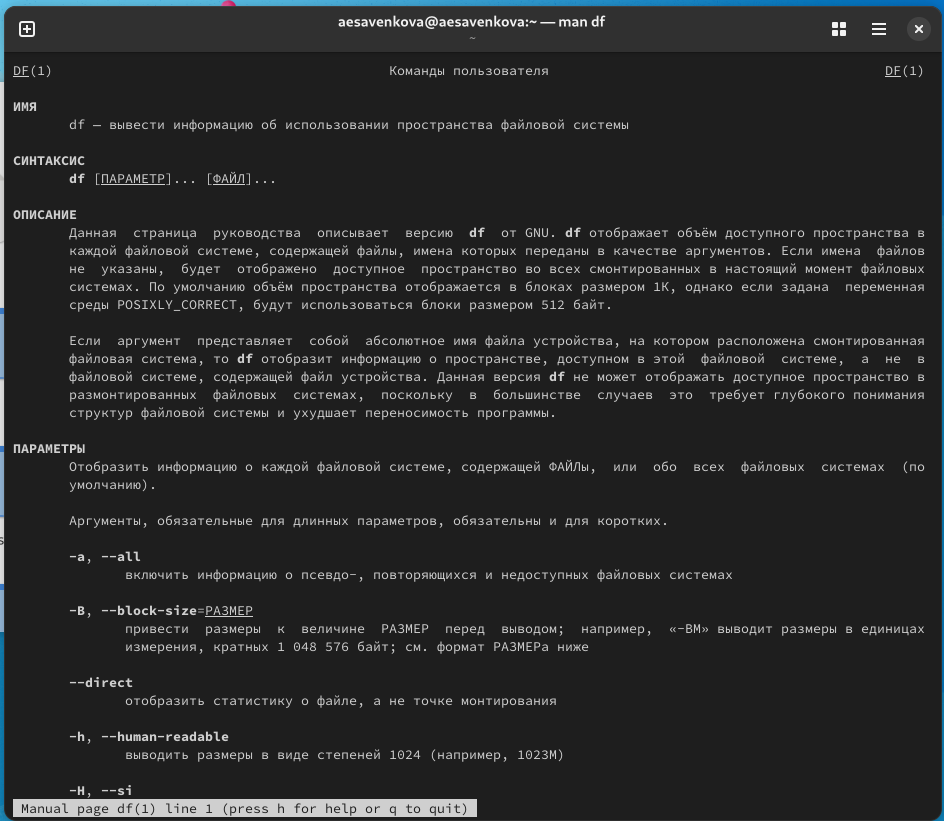 aesavenkova@aesavenkova:~ — man df
~
DF(1) Команды пользователя DF(1)
ИМЯ
df — вывести информацию об использовании пространства файловой системы
СИНТАКСИС
df [ПАРАМЕТР]... [ФАЙЛ]...
ОПИСАНИЕ
Данная страница руководства описывает версию df от GNU. df отображает объём доступного пространства в
каждой файловой системе, содержащей файлы, имена которых переданы в качестве аргументов. Если имена файлов
не указаны, будет отображено доступное пространство во всех смонтированных в настоящий момент файловых
системах. По умолчанию объём пространства отображается в блоках размером 1K, однако если задана переменная
среды POSIXLY_CORRECT, будут использоваться блоки размером 512 байт.
Если аргумент представляет собой абсолютное имя файла устройства, на котором расположена смонтированная
файловая система, то df отобразит информацию о пространстве, доступном в этой файловой системе, а не в
файловой системе, содержащей файл устройства. Данная версия df не может отображать доступное пространство в
размонтированных файловых системах, поскольку в большинстве случаев это требует глубокого понимания
структур файловой системы и ухудшает переносимость программы.
ПАРАМЕТРЫ
Отобразить информацию о каждой файловой системе, содержащей ФАЙЛы, или обо всех файловых системах (по
умолчанию).
Аргументы, обязательные для длинных параметров, обязательны и для коротких.
-a, --all
включить информацию о псевдо-, повторяющихся и недоступных файловых системах
-B, --block-size=РАЗМЕР
привести размеры к величине РАЗМЕР перед выводом; например, «-BM» выводит размеры в единицах
измерения, кратных 1 048 576 байт; см. формат РАЗМЕРа ниже
--direct
отобразить статистику о файле, а не точке монтирования
-h, --human-readable
выводить размеры в виде степеней 1024 (например, 1023M)
-H, --si
Manual page df(1) line 1 (press h for help or q to quit)